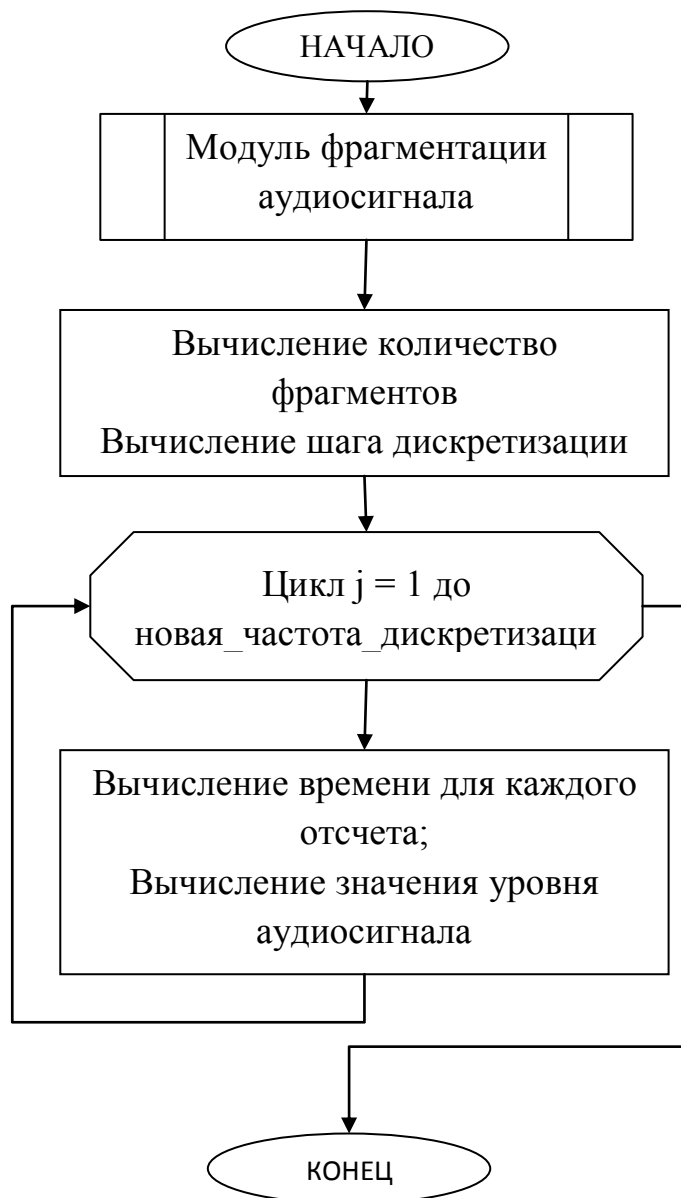 НАЧАЛО
Модуль фрагментации
аудиосигнала
Вычисление количество
фрагментов
Вычисление шага дискретизации
Цикл j = 1 до
новая_частота_дискретизаци
Вычисление времени для каждого
отсчета;
Вычисление значения уровня
аудиосигнала
КОНЕЦ